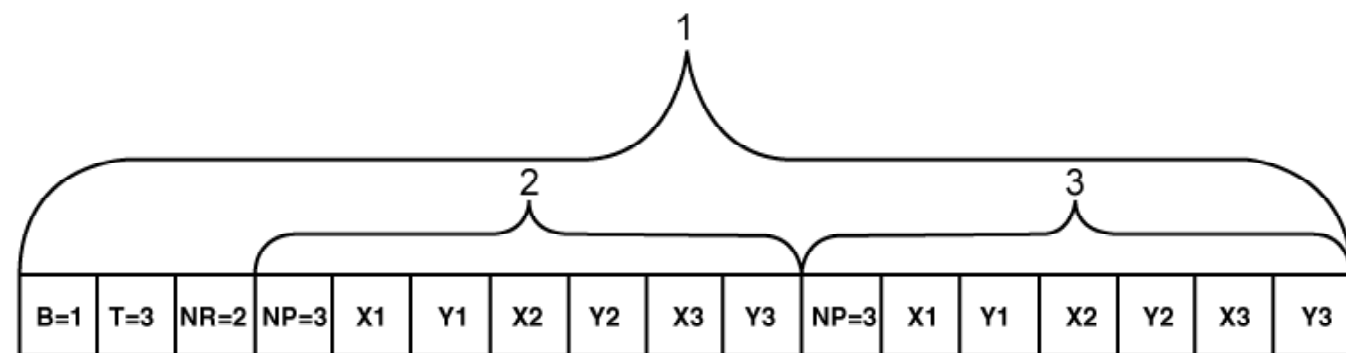 1
2 3
B=1 T=3 NR=2 NP=3 X1 Y1 X2 Y2 X3 Y3 NP=3 X1 Y1 X2 Y2 X3 Y3